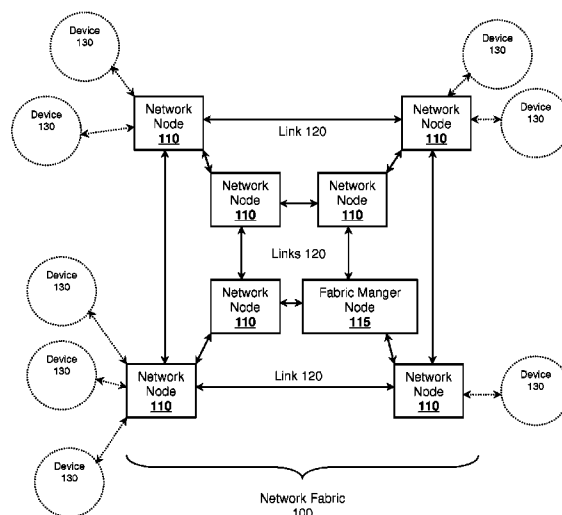 Device
130
Device
130
Device
130
Device
130
Network
Node
110
Link 120
Network
Node
110
Network
Node
110
Network
Node
110
Links 120
Device
130
Network
Node
110
Fabric Manger
Node
115
Device
130
Network
Node
110
Link 120
Network
Node
110
Device
130
Device
130
Network Fabric
100